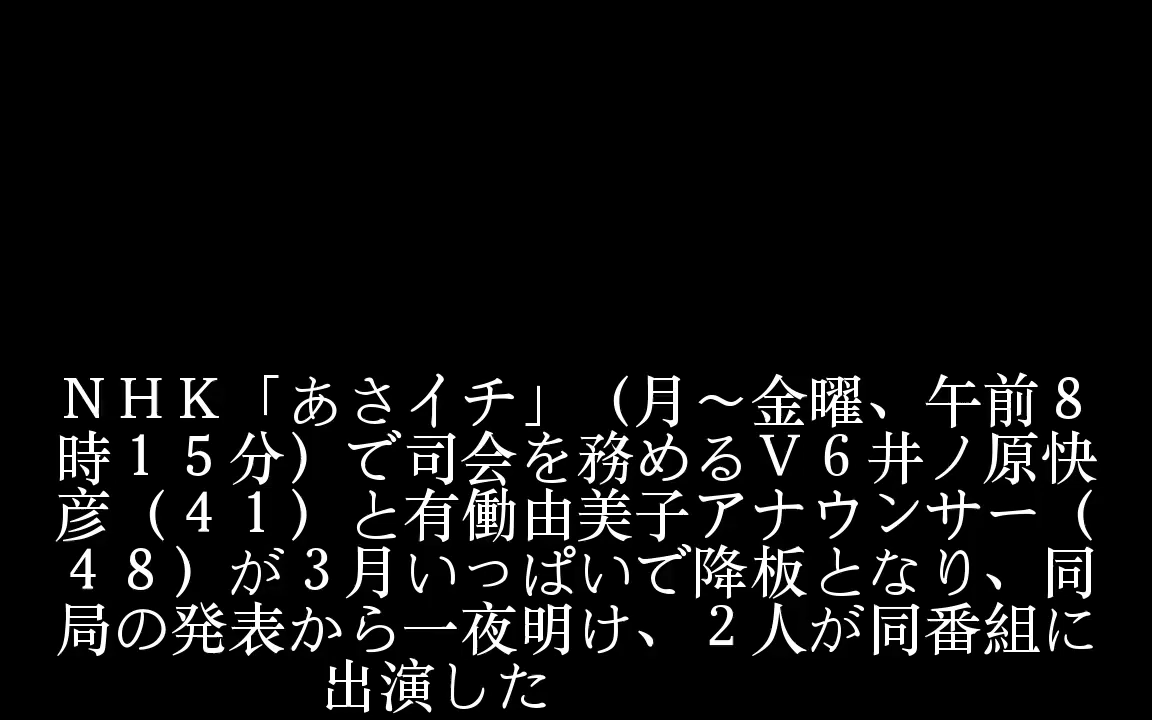 ＮＨＫ「あさイチ」（月～金曜、午前８
時１５分）で司会を務めるＶ６井ノ原快
彦（４１）と有働由美子アナウンサー（
４８）が３月いっぱいで降板となり、同
局の発表から一夜明け、２人が同番組に
出演した